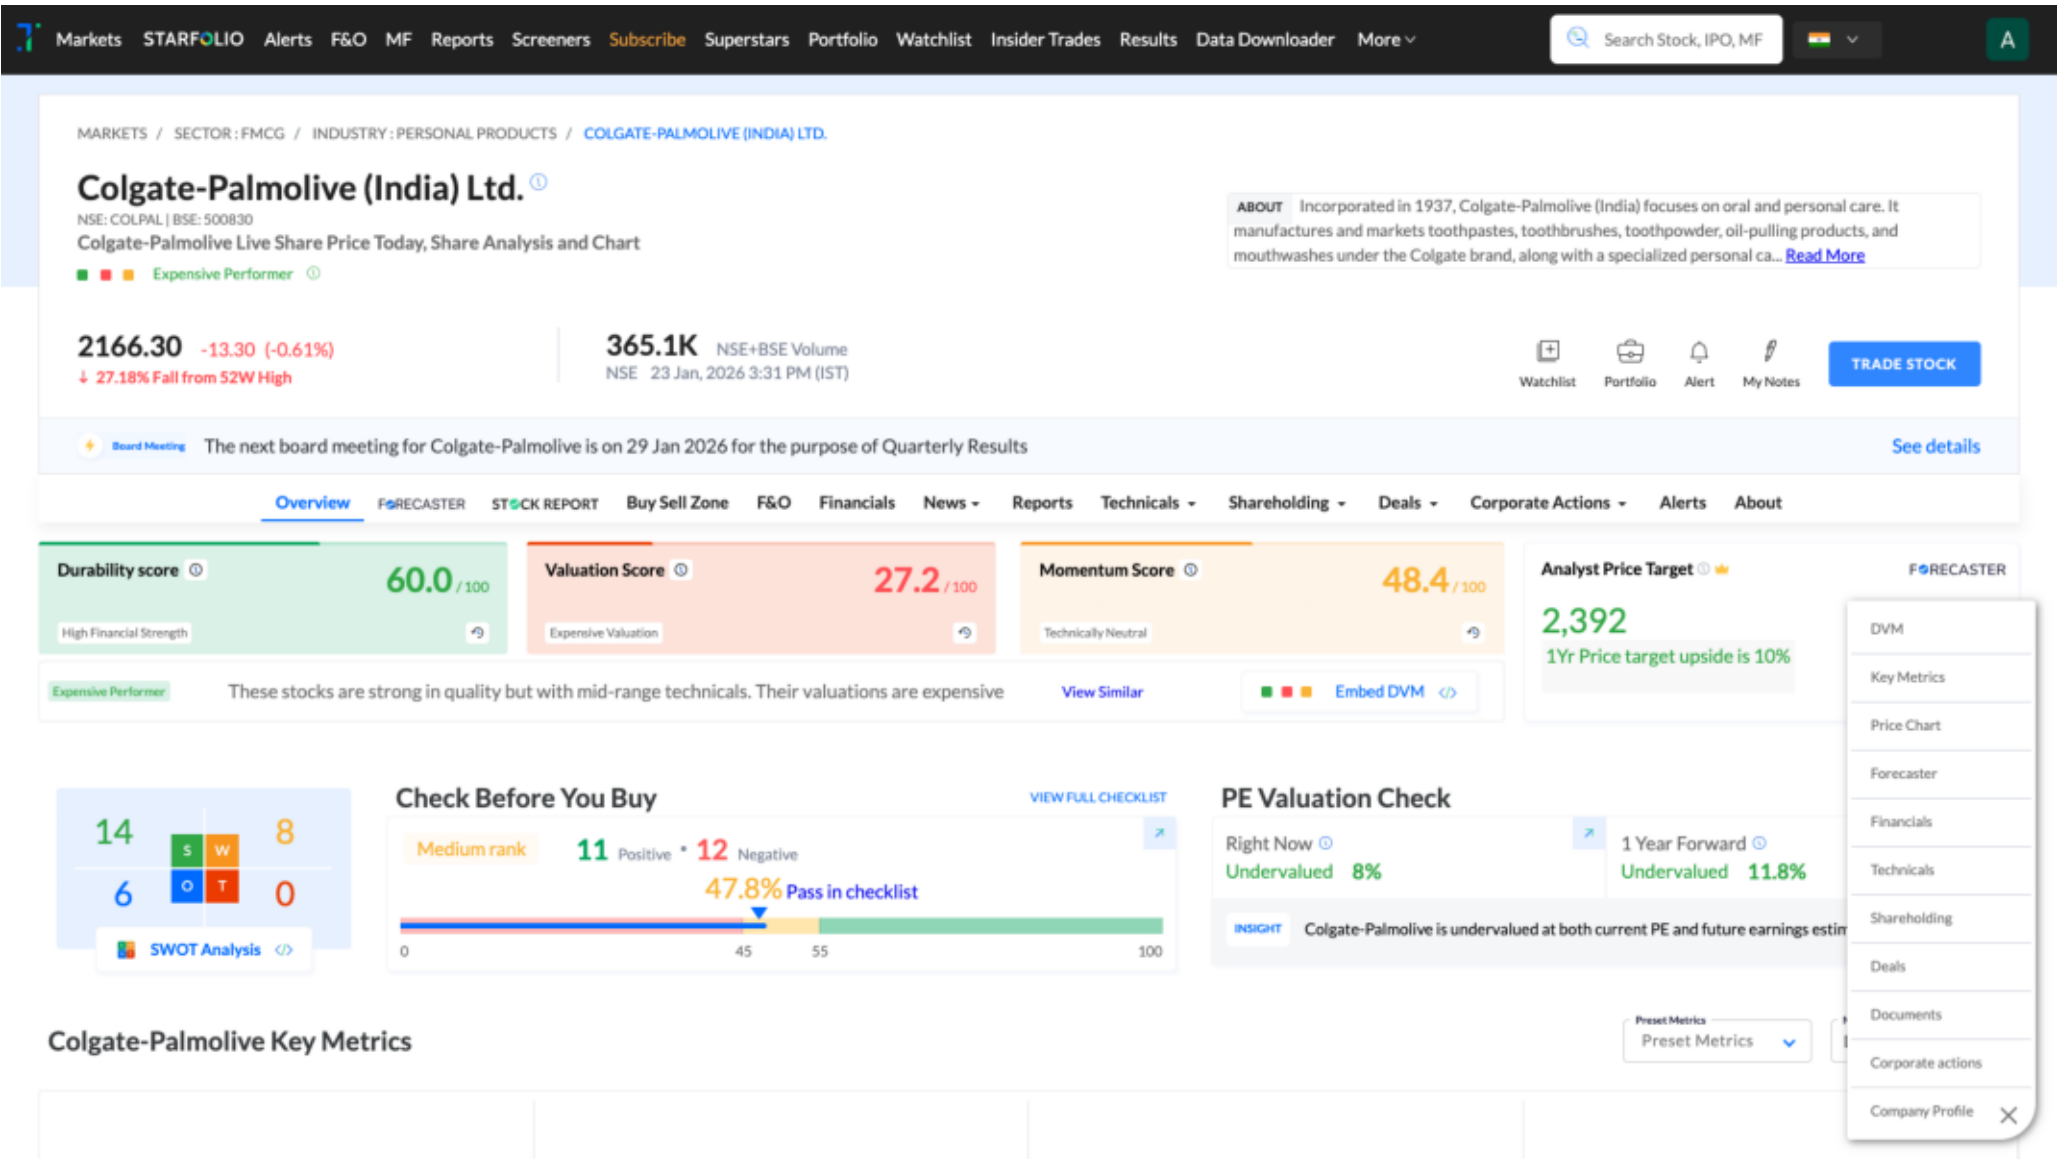 Markets STARFOLIO Alerts F&O MF Reports Screeners Subscribe Superstars Portfolio Watchlist Insider Trades Results Data Downloader More Search Stock, IPO, MF A
MARKETS / SECTOR : FMCG / INDUSTRY : PERSONAL PRODUCTS / COLGATE-PALMOLIVE (INDIA) LTD.
Colgate-Palmolive (India) Ltd.
NSE: COLPAL | BSE: 500830
Colgate-Palmolive Live Share Price Today, Share Analysis and Chart
Expensive Performer
ABOUT Incorporated in 1937, Colgate-Palmolive (India) focuses on oral and personal care. It
manufactures and markets toothpastes, toothbrushes, toothpowder, oil-pulling products, and
mouthwashes under the Colgate brand, along with a specialized personal ca... Read More
2166.30 -13.30 (-0.61%)
↓ 27.18% Fall from 52W High
365.1K NSE+BSE Volume
NSE 23 Jan, 2026 3:31 PM (IST)
Watchlist Portfolio Alert My Notes TRADE STOCK
Board Meeting The next board meeting for Colgate-Palmolive is on 29 Jan 2026 for the purpose of Quarterly Results See details
Overview FORECASTER STOCK REPORT Buy Sell Zone F&O Financials News Reports Technicals Shareholding Deals Corporate Actions Alerts About
Durability score 60.0 / 100
High Financial Strength
Valuation Score 27.2 / 100
Expensive Valuation
Momentum Score 48.4 / 100
Technically Neutral
Analyst Price Target FORECASTER
2,392
1Yr Price target upside is 10%
Expensive Performer These stocks are strong in quality but with mid-range technicals. Their valuations are expensive View Similar Embed DVM </>
14 S W 8
6 O T 0
SWOT Analysis </>
Check Before You Buy VIEW FULL CHECKLIST
Medium rank 11 Positive • 12 Negative
47.8% Pass in checklist
0 45 55 100
PE Valuation Check
Right Now
Undervalued 8%
1 Year Forward
Undervalued 11.8%
INSIGHT Colgate-Palmolive is undervalued at both current PE and future earnings estim
Colgate-Palmolive Key Metrics
Preset Metrics
Preset Metrics
DVM
Key Metrics
Price Chart
Forecaster
Financials
Technicals
Shareholding
Deals
Documents
Corporate actions
Company Profile